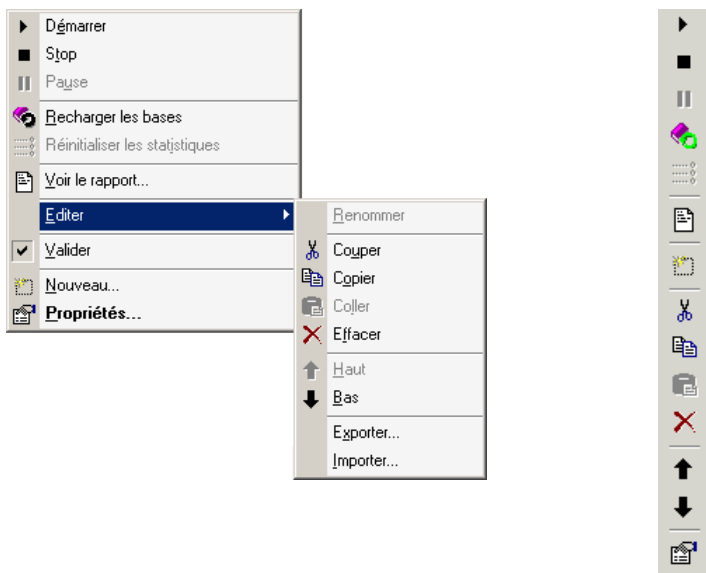 Démarrer
Stop
Pause
Recharger les bases
Réinitialiser les statistiques
Voir le rapport...
Editer
Valider
Nouveau...
Propriétés...
Renommer
Couper
Copier
Coller
Effacer
Haut
Bas
Exporter...
Importer...